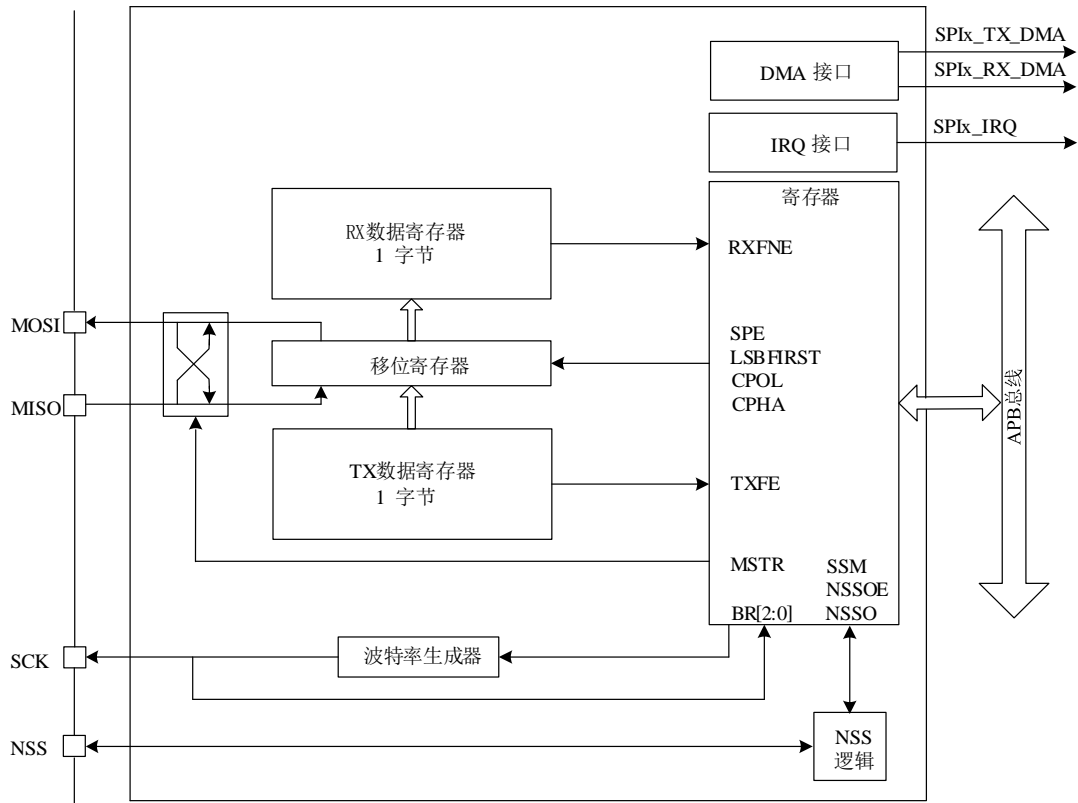 SPIx_TX_DMA
DMA 接口
SPIx_RX_DMA
SPIx_IRQ
IRQ 接口
寄存器
RX数据寄存器
1 字节
RXFNE
MOSI
SPE
移位寄存器
LSBFIRST
CPOL
MISO
CPHA
APB总线
TX数据寄存器
1 字节
TXFE
MSTR
SSM
NSSOE
BR[2:0]
NSSO
SCK
波特率生成器
NSS
NSS
逻辑